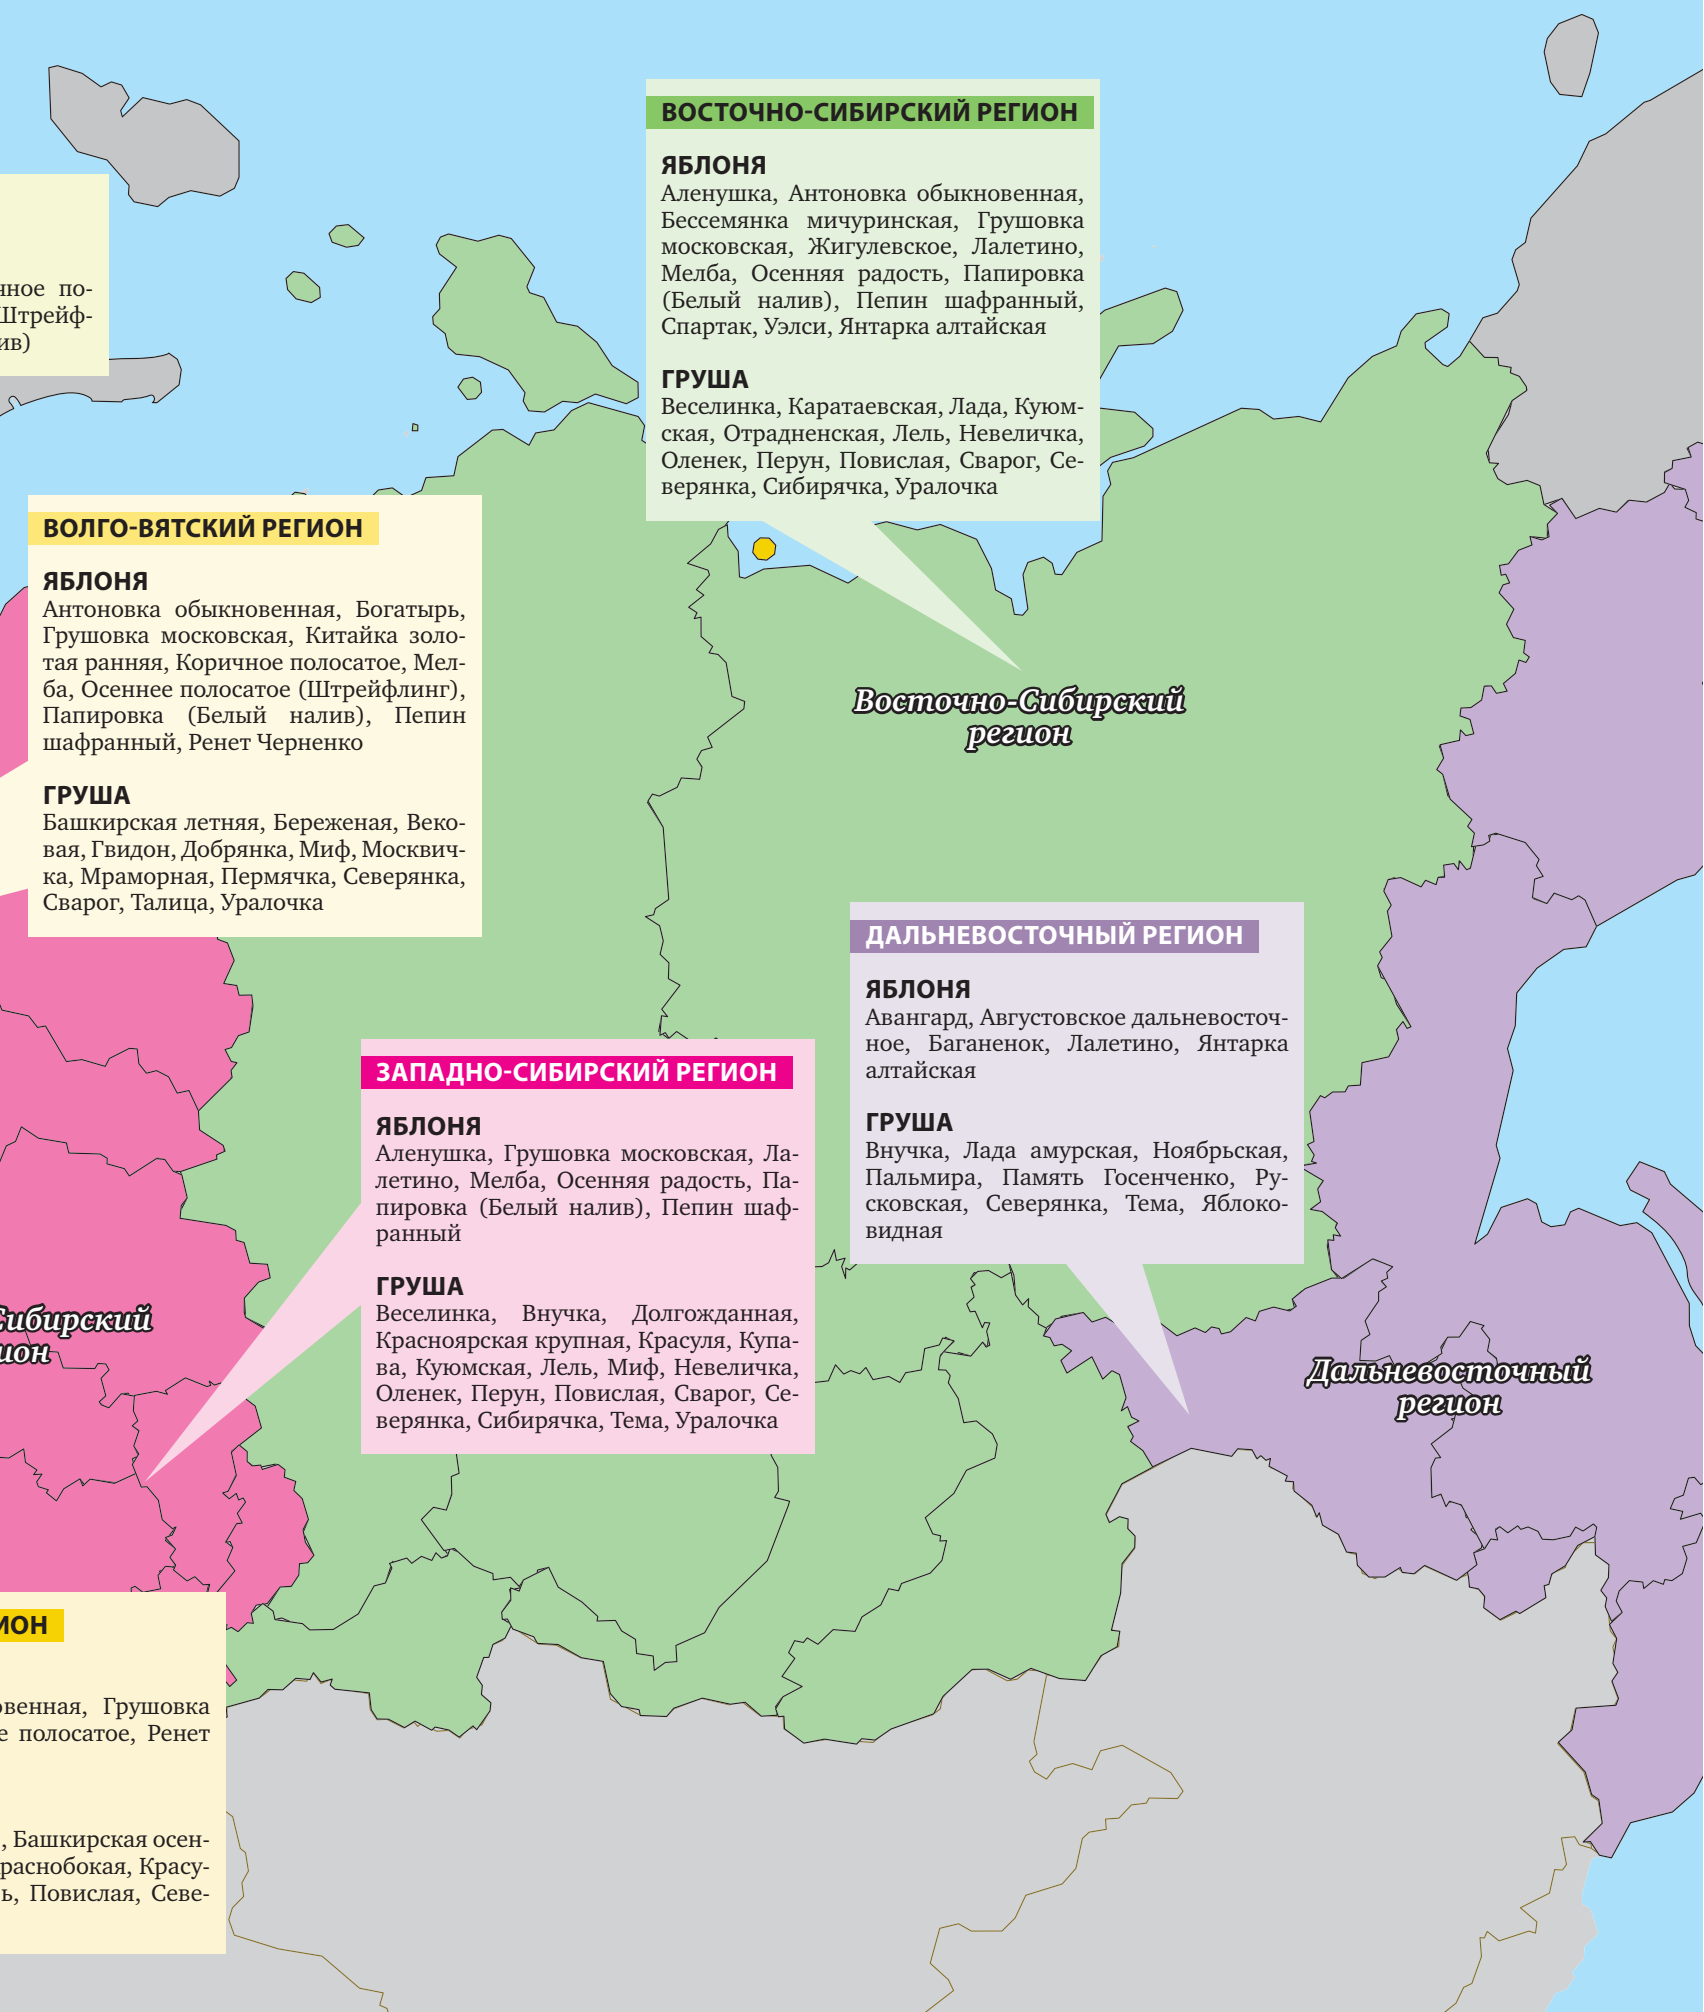 ВОСТОЧНО-СИБИРСКИЙ РЕГИОН
ЯБЛОНЯ
Аленушка, Антоновка обыкновенная,
Бессемянка мичуринская, Грушовка
московская, Жигулевское, Лалетино,
Мелба, Осенняя радость, Папировка
(Белый налив), Пепин шафранный,
Спартак, Уэлси, Янтарка алтайская
ГРУША
Веселинка, Каратаевская, Лада, Куюм-
ская, Отрадненская, Лель, Невеличка,
Оленек, Перун, Повислая, Сварог, Се-
верянка, Сибирячка, Уралочка
чное по-
Штрейф-
ив)
ВОЛГО-ВЯТСКИЙ РЕГИОН
ЯБЛОНЯ
Антоновка обыкновенная, Богатырь,
Грушовка московская, Китайка золо-
тая ранняя, Коричное полосатое, Мел-
ба, Осеннее полосатое (Штрейфлинг),
Папировка (Белый налив), Пепин
шафранный, Ренет Черненко
ГРУША
Башкирская летняя, Береженая, Веко-
вая, Гвидон, Добрянка, Миф, Москвич-
ка, Мраморная, Пермячка, Северянка,
Сварог, Талица, Уралочка
Восточно-Сибирский
регион
ДАЛЬНЕВОСТОЧНЫЙ РЕГИОН
ЯБЛОНЯ
Авангард, Августовское дальневосточ-
ное, Баганенок, Лалетино, Янтарка
алтайская
ГРУША
Внучка, Лада амурская, Ноябрьская,
Пальмира, Память Госенченко, Ру-
сковская, Северянка, Тема, Яблоко-
видная
ЗАПАДНО-СИБИРСКИЙ РЕГИОН
ЯБЛОНЯ
Аленушка, Грушовка московская, Ла-
летино, Мелба, Осенняя радость, Па-
пировка (Белый налив), Пепин шаф-
ранный
ГРУША
Веселинка, Внучка, Долгожданная,
Красноярская крупная, Красуля, Купа-
ва, Куюмская, Лель, Миф, Невеличка,
Оленек, Перун, Повислая, Сварог, Се-
верянка, Сибирячка, Тема, Уралочка
Сибирский
ион
Дальневосточный
регион
ИОН
овенная, Грушовка
е полосатое, Ренет
, Башкирская осен-
раснобокая, Красу-
ь, Повислая, Севе-